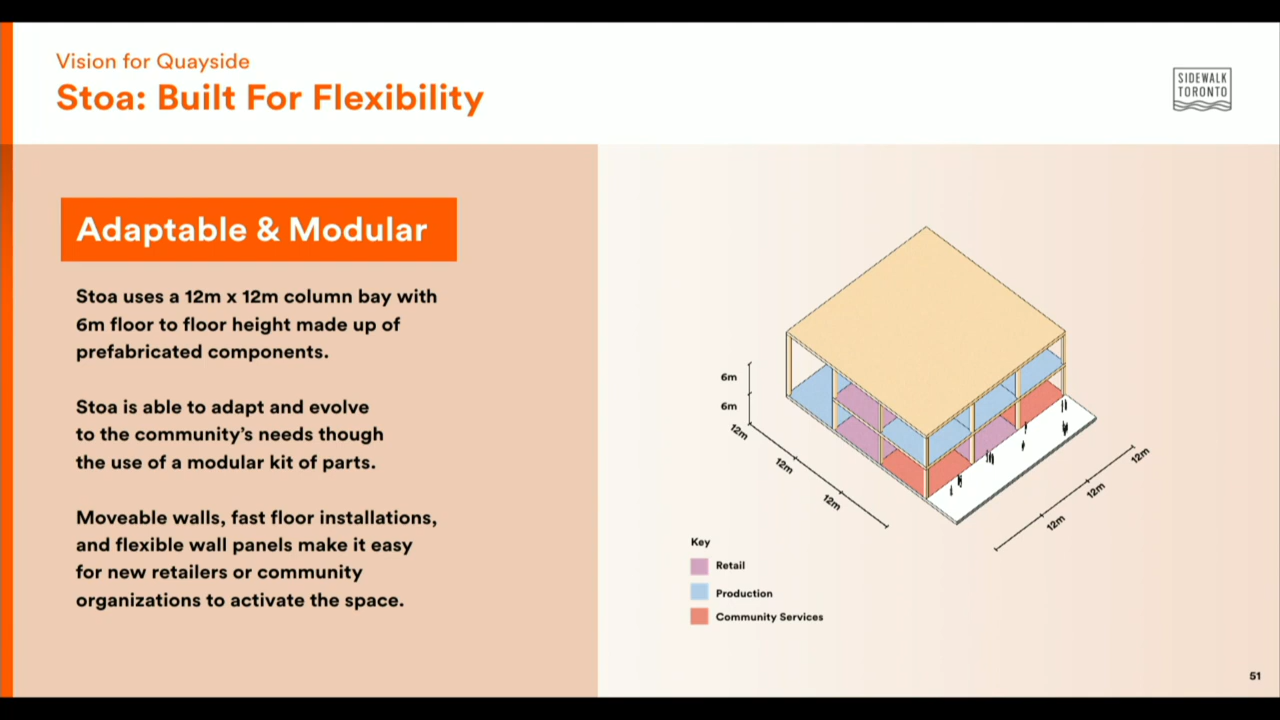 Vision for Quayside
Stoa: Built For Flexibility
SIDEWALK
TORONTO
Adaptable & Modular
Stoa uses a 12m x 12m column bay with
6m floor to floor height made up of
prefabricated components.
Stoa is able to adapt and evolve
to the community's needs though
the use of a modular kit of parts.
Moveable walls, fast floor installations,
and flexible wall panels make it easy
for new retailers or community
organizations to activate the space.
6m
6m
12m
12m
12m
12m
12m
12m
Key
Retail
Production
Community Services
51